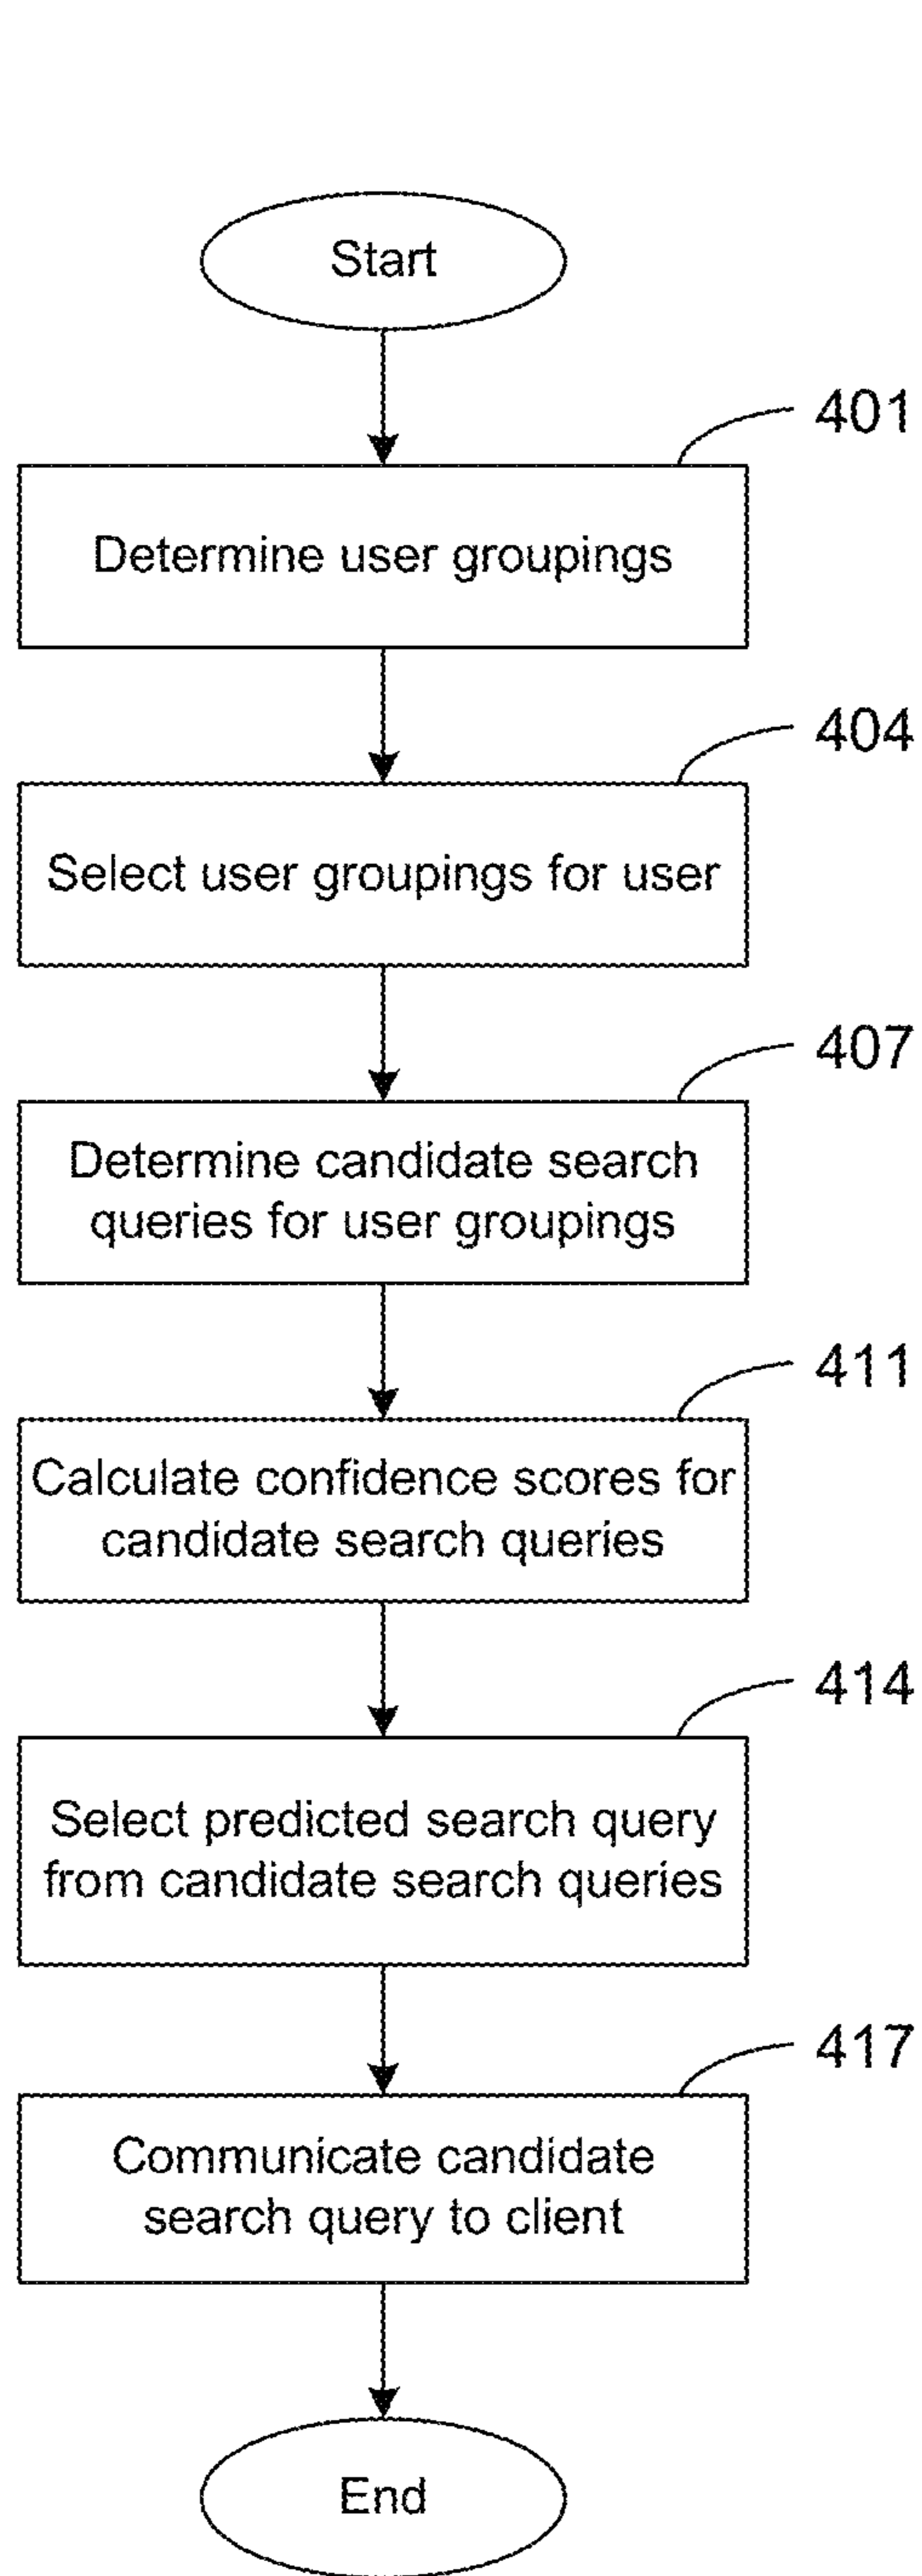 Start
401
Determine user groupings
404
Select user groupings for user
407
Determine candidate search
queries for user groupings
411
Calculate confidence scores for
candidate search queries
414
Select predicted search query
from candidate search queries
417
Communicate candidate
search query to client
End